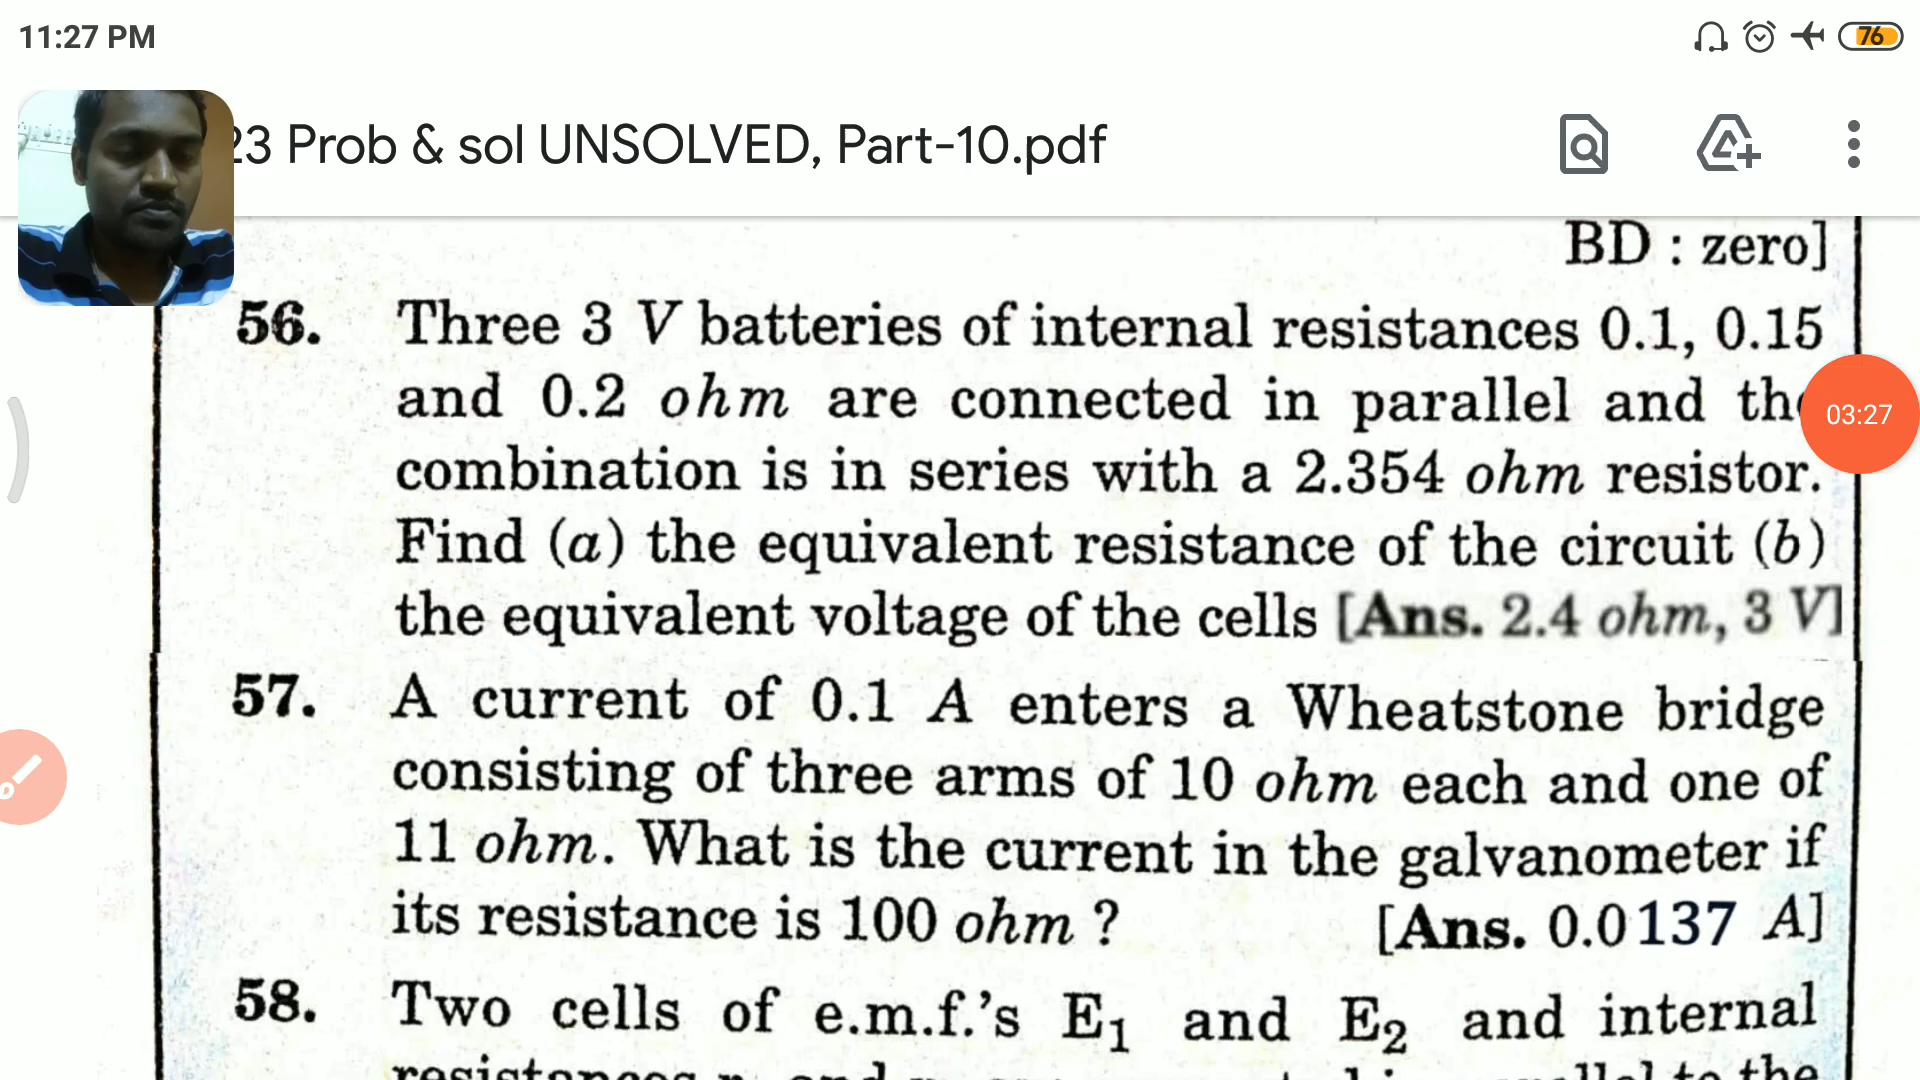 11:27 PM
76
23 Prob & sol UNSOLVED, Part-10.pdf
BD : zero]
56. Three 3 V batteries of internal resistances 0.1, 0.15
and 0.2 ohm are connected in parallel and the
03:27
combination is in series with a 2.354 ohm resistor.
Find (a) the equivalent resistance of the circuit (b)
the equivalent voltage of the cells [Ans. 2.4 ohm, 3 V]
57. A current of 0.1 A enters a Wheatstone bridge
consisting of three arms of 10 ohm each and one of
11 ohm. What is the current in the galvanometer if
its resistance is 100 ohm ? [Ans. 0.0137 A]
58. Two cells of e.m.f.'s E₁ and E₂ and internal